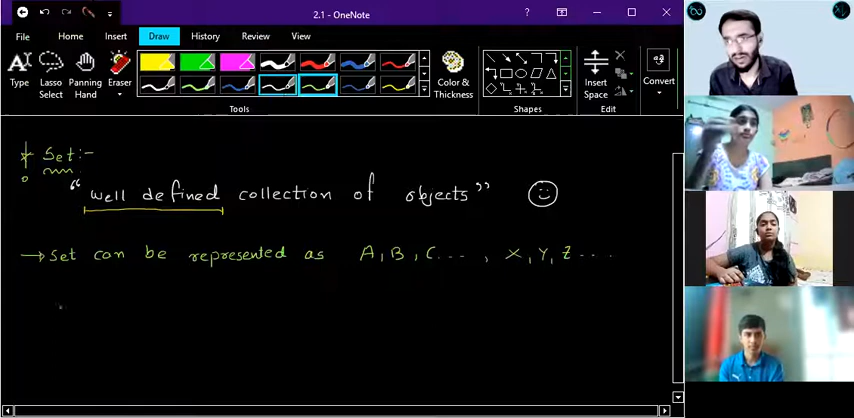 2.1 - OneNote
File Home Insert Draw History Review View
Type Lasso Select Panning Hand Eraser Color & Thickness Insert Space Convert
Tools Shapes Edit
* Set:-
"well defined collection of objects"
→ Set can be represented as A, B, C..., X, Y, Z....